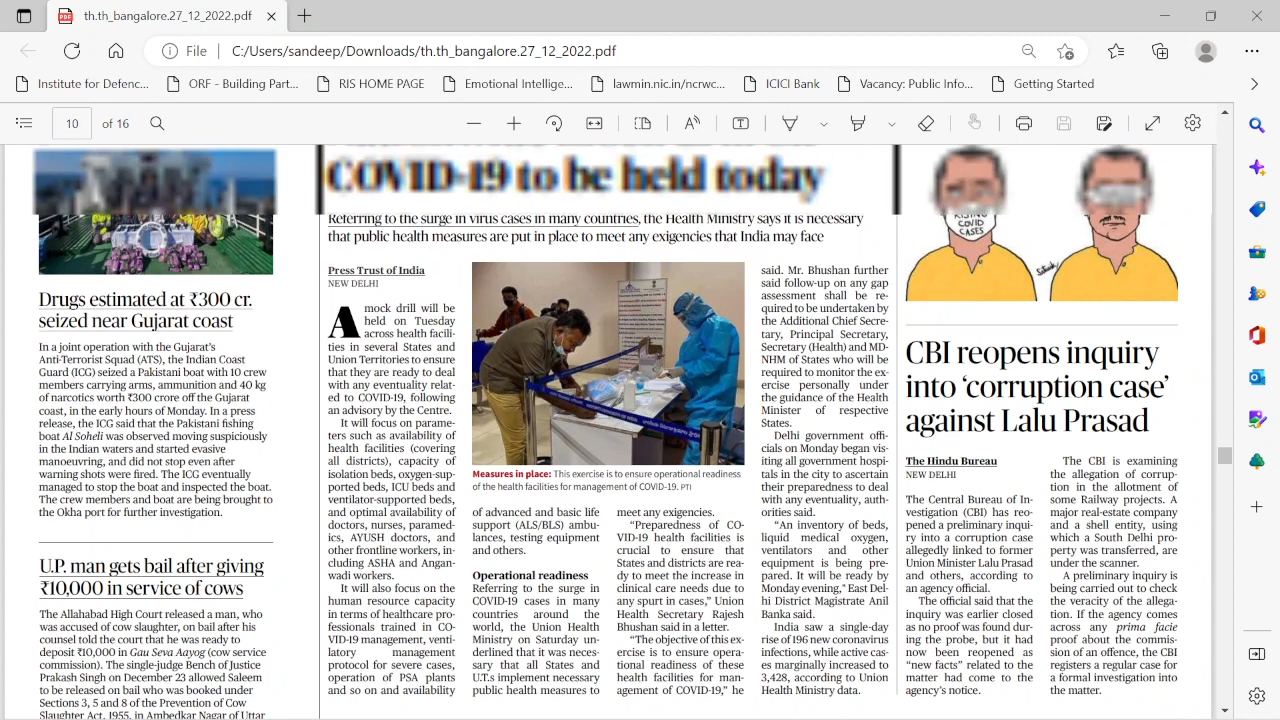 th.th_bangalore.27_12_2022.pdf
File
C:/Users/sandeep/Downloads/th.th_bangalore.27_12_2022.pdf
Institute for Defenc...
ORF - Building Part...
RIS HOME PAGE
Emotional Intellige...
lawmin.nic.in/ncrwc...
ICICI Bank
Vacancy: Public Info...
Getting Started
10 of 16
Drugs estimated at ₹300 cr.
seized near Gujarat coast
In a joint operation with the Gujarat's
Anti-Terrorist Squad (ATS), the Indian Coast
Guard (ICG) seized a Pakistani boat with 10 crew
members carrying arms, ammunition and 40 kg
of narcotics worth ₹300 crore off the Gujarat
coast, in the early hours of Monday. In a press
release, the ICG said that the Pakistani fishing
boat Al Soheli was observed moving suspiciously
in the Indian waters and started evasive
manoeuvring, and did not stop even after
warning shots were fired. The ICG eventually
managed to stop the boat and inspected the boat.
The crew members and boat are being brought to
the Okha port for further investigation.
U.P. man gets bail after giving
₹10,000 in service of cows
The Allahabad High Court released a man, who
was accused of cow slaughter, on bail after his
counsel told the court that he was ready to
deposit ₹10,000 in Gau Seva Aayog (cow service
commission). The single-judge Bench of Justice
Prakash Singh on December 23 allowed Saleem
to be released on bail who was booked under
Sections 3, 5 and 8 of the Prevention of Cow
Slaughter Act, 1955, in Ambedkar Nagar of Uttar
COVID-19 to be held today
Referring to the surge in virus cases in many countries, the Health Ministry says it is necessary
that public health measures are put in place to meet any exigencies that India may face
Press Trust of India
NEW DELHI
A mock drill will be
held on Tuesday
across health facili-
ties in several States and
Union Territories to ensure
that they are ready to deal
with any eventuality relat-
ed to COVID-19, following
an advisory by the Centre.
It will focus on parame-
ters such as availability of
health facilities (covering
all districts), capacity of
isolation beds, oxygen-sup-
ported beds, ICU beds and
ventilator-supported beds,
and optimal availability of
doctors, nurses, paramed-
ics, AYUSH doctors, and
other frontline workers, in-
cluding ASHA and Angan-
wadi workers.
It will also focus on the
human resource capacity
in terms of healthcare pro-
fessionals trained in CO-
VID-19 management, venti-
latory management
protocol for severe cases,
operation of PSA plants
and so on and availability
Measures in place: This exercise is to ensure operational readiness
of the health facilities for management of COVID-19. PTI
of advanced and basic life
support (ALS/BLS) ambu-
lances, testing equipment
and others.
Operational readiness
Referring to the surge in
COVID-19 cases in many
countries around the
world, the Union Health
Ministry on Saturday un-
derlined that it was neces-
sary that all States and
U.T.s implement necessary
public health measures to
meet any exigencies.
“Preparedness of CO-
VID-19 health facilities is
crucial to ensure that
States and districts are rea-
dy to meet the increase in
clinical care needs due to
any spurt in cases,” Union
Health Secretary Rajesh
Bhushan said in a letter.
“The objective of this ex-
ercise is to ensure opera-
tional readiness of these
health facilities for man-
agement of COVID-19,” he
said. Mr. Bhushan further
said follow-up on any gap
assessment shall be re-
quired to be undertaken by
the Additional Chief Secre-
tary, Principal Secretary,
Secretary (Health) and MD-
NHM of States who will be
required to monitor the ex-
ercise personally under
the guidance of the Health
Minister of respective
States.
Delhi government offi-
cials on Monday began vis-
iting all government hospi-
tals in the city to ascertain
their preparedness to deal
with any eventuality, auth-
orities said.
“An inventory of beds,
liquid medical oxygen,
ventilators and other
equipment is being pre-
pared. It will be ready by
Monday evening,” East Del-
hi District Magistrate Anil
Banka said.
India saw a single-day
rise of 196 new coronavirus
infections, while active cas-
es marginally increased to
3,428, according to Union
Health Ministry data.
RISING
COVID
CASES
CBI reopens inquiry
into ‘corruption case’
against Lalu Prasad
The Hindu Bureau
NEW DELHI
The Central Bureau of In-
vestigation (CBI) has reo-
pened a preliminary inqui-
ry into a corruption case
allegedly linked to former
Union Minister Lalu Prasad
and others, according to
an agency official.
The official said that the
inquiry was earlier closed
as no proof was found dur-
ing the probe, but it had
now been reopened as
“new facts” related to the
matter had come to the
agency's notice.
The CBI is examining
the allegation of corrup-
tion in the allotment of
some Railway projects. A
major real-estate company
and a shell entity, using
which a South Delhi pro-
perty was transferred, are
under the scanner.
A preliminary inquiry is
being carried out to check
the veracity of the allega-
tion. If the agency comes
across any prima facie
proof about the commis-
sion of an offence, the CBI
registers a regular case for
a formal investigation into
the matter.